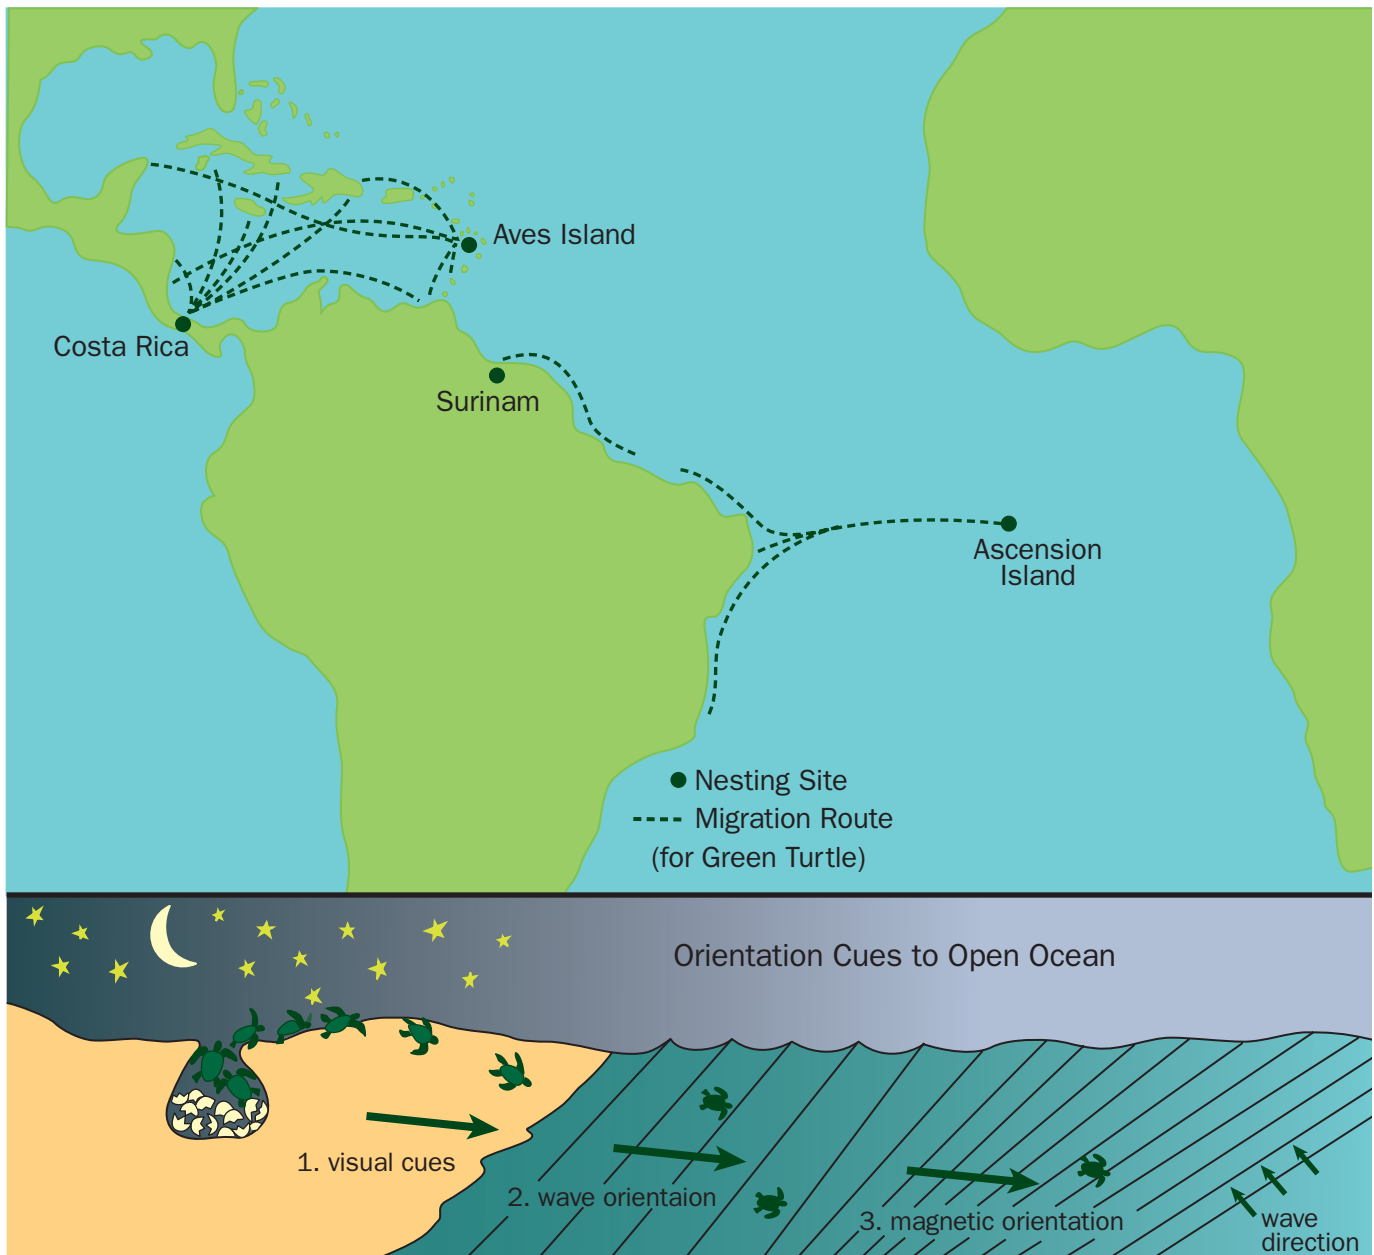 Aves Island
Costa Rica
Surinam
Ascension
Island
Nesting Site
Migration Route
(for Green Turtle)
Orientation Cues to Open Ocean
1. visual cues
2. wave orientaion
3. magnetic orientation
wave
direction